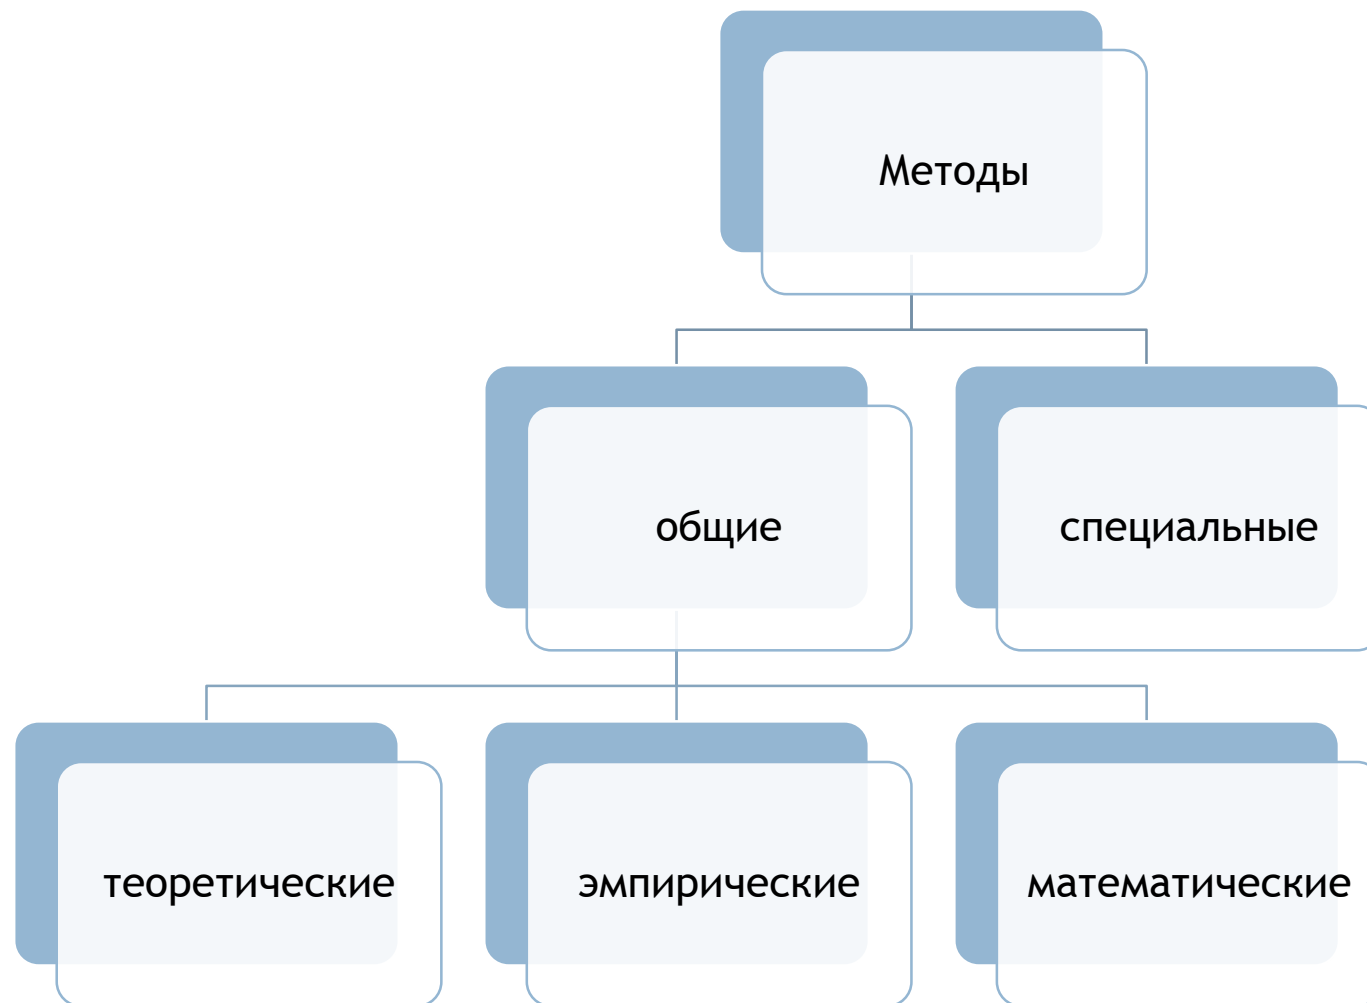 Методы
общие
специальные
теоретические
эмпирические
математические